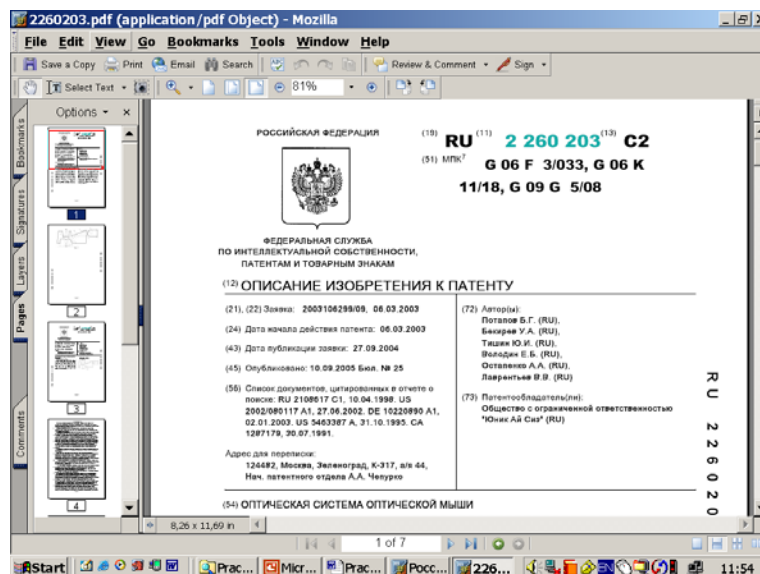 2260203.pdf (application/pdf Object) - Mozilla
File Edit View Go Bookmarks Tools Window Help
Save a Copy Print Email Search Review & Comment Sign
Select Text 81%
Options
Bookmarks
Signatures
Layers
Pages
Comments
1
2
3
4
РОССИЙСКАЯ ФЕДЕРАЦИЯ
(19) RU (11) 2 260 203 (13) C2
(51) МПК7 G 06 F 3/033, G 06 K
11/18, G 09 G 5/08
ФЕДЕРАЛЬНАЯ СЛУЖБА
ПО ИНТЕЛЛЕКТУАЛЬНОЙ СОБСТВЕННОСТИ,
ПАТЕНТАМ И ТОВАРНЫМ ЗНАКАМ
(12) ОПИСАНИЕ ИЗОБРЕТЕНИЯ К ПАТЕНТУ
(21), (22) Заявка: 2003106299/09, 06.03.2003
(24) Дата начала действия патента: 06.03.2003
(43) Дата публикации заявки: 27.09.2004
(45) Опубликовано: 10.09.2005 Бюл. № 25
(56) Список документов, цитированных в отчете о
поиске: RU 2108617 C1, 10.04.1998. US
2002/080117 A1, 27.06.2002. DE 10220890 A1,
02.01.2003. US 5463387 A, 31.10.1995. CA
1287179, 30.07.1991.
Адрес для переписки:
124482, Москва, Зеленоград, К-317, а/я 44,
Нач. патентного отдела А.А. Чепурко
(72) Автор(ы):
Потапов Б.Г. (RU),
Бекиров У.А. (RU),
Тишин Ю.И. (RU),
Володин Е.Б. (RU),
Остапенко А.А. (RU),
Лаврентьев В.В. (RU)
(73) Патентообладатель(ли):
Общество с ограниченной ответственностью
"Юник Ай Сиз" (RU)
(54) ОПТИЧЕСКАЯ СИСТЕМА ОПТИЧЕСКОЙ МЫШИ
RU 226020
8,26 x 11,69 in
1 of 7
Start Prac... Micr... Prac... Росс... 226... EN 11:54